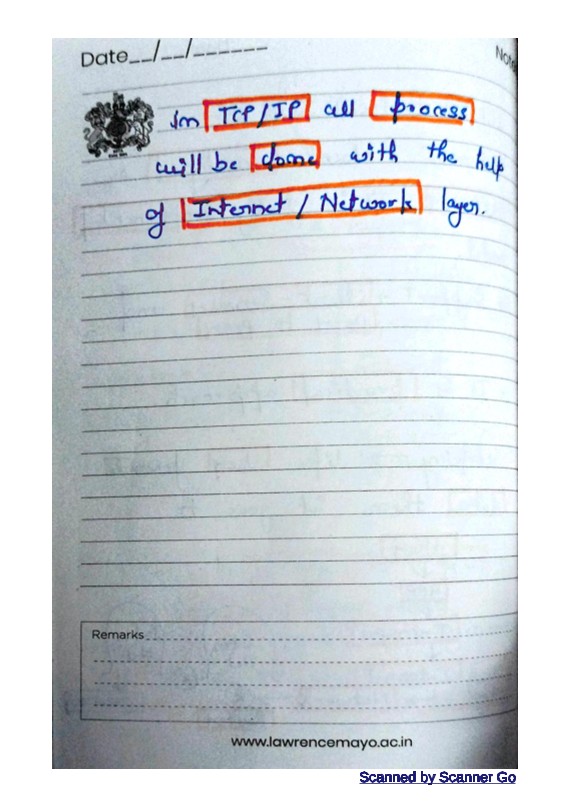 Date__/__/______
Note
In TCP/IP all process
will be done with the help
of Internet / Network layer.
Remarks
www.lawrencemayo.ac.in
Scanned by Scanner Go